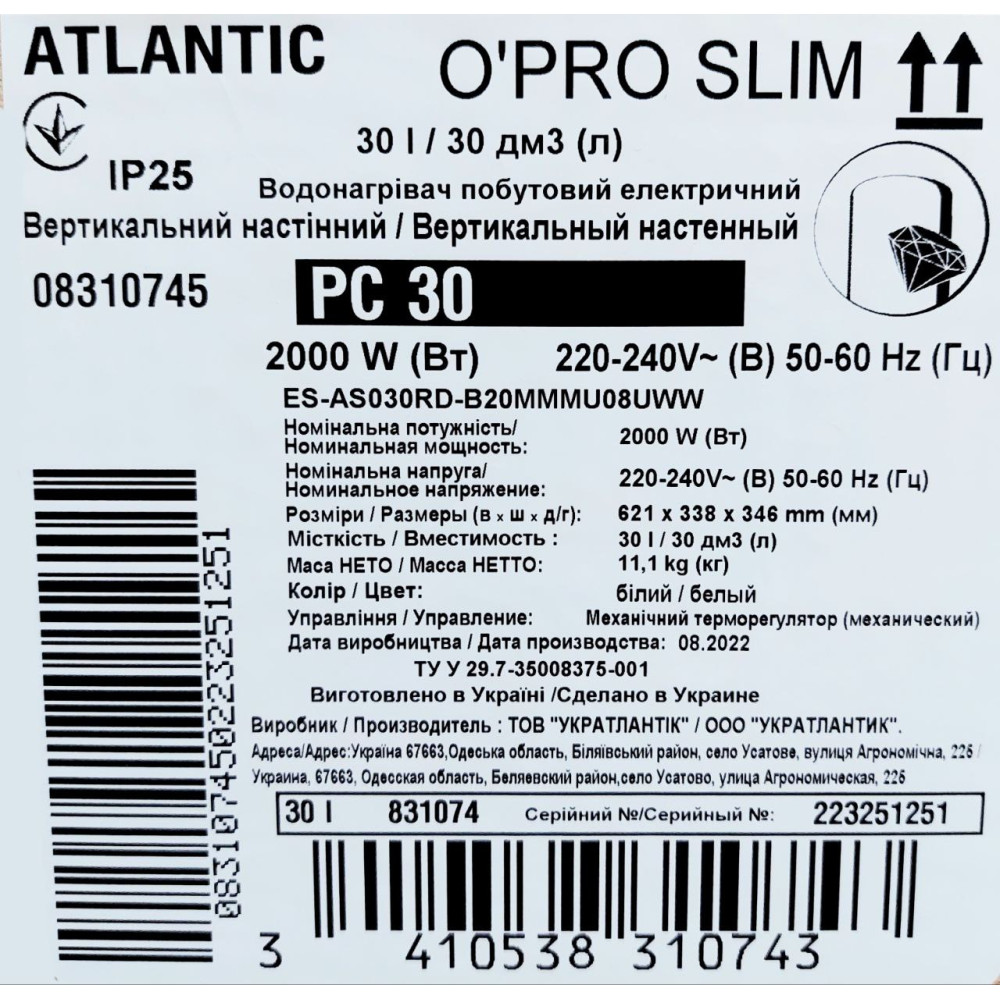 ATLANTIC
O'PRO SLIM
30 l / 30 дм3 (л)
IP25
Водонагрівач побутовий електричний
Вертикальний настінний / Вертикальный настенный
08310745
PC 30
2000 W (Вт) 220-240V~ (В) 50-60 Hz (Гц)
ES-AS030RD-B20MMMU08UWW
Номінальна потужність/
Номинальная мощность: 2000 W (Вт)
Номінальна напруга/
Номинальное напряжение: 220-240V~ (В) 50-60 Hz (Гц)
Розміри / Размеры (в x ш x д/г): 621 x 338 x 346 mm (мм)
Місткість / Вместимость : 30 l / 30 дм3 (л)
Маса НЕТО / Масса НЕТТО: 11,1 kg (кг)
Колір / Цвет: білий / белый
Управління / Управление: Механічний терморегулятор (механический)
Дата виробництва / Дата производства: 08.2022
ТУ У 29.7-35008375-001
Виготовлено в Україні /Сделано в Украине
Виробник / Производитель : ТОВ "УКРАТЛАНТІК" / ООО "УКРАТЛАНТИК".
Адреса/Адрес:Україна 67663,Одеська область, Біляївський район, село Усатове, вулиця Агрономічна, 225 /
Украина, 67663, Одесская область, Беляевский район,село Усатово, улица Агрономическая, 225
30 l 831074 Серійний №/Серийный №: 223251251
083107450223251251
3 410538 310743